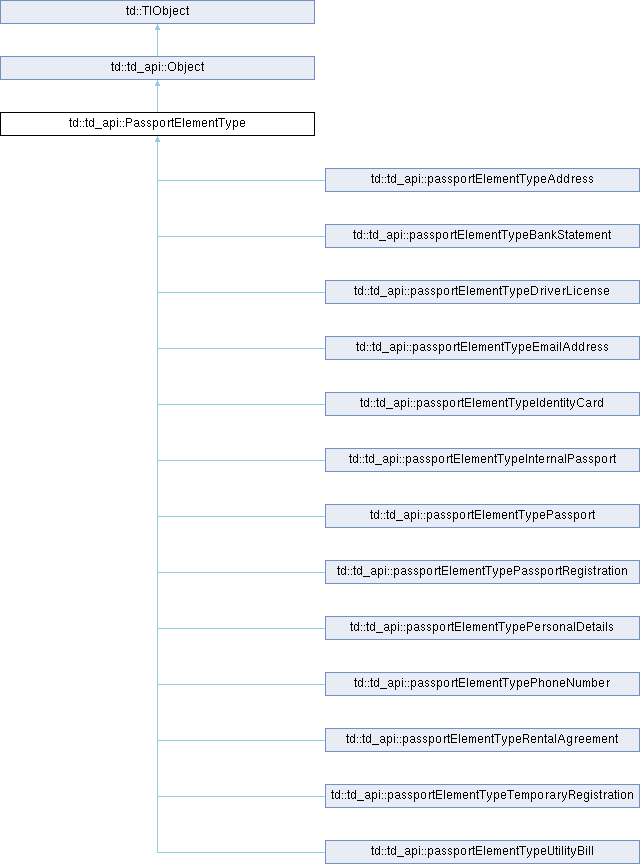 td::TlObject
td::td_api::Object
td::td_api::PassportElementType
td::td_api::passportElementTypeAddress
td::td_api::passportElementTypeBankStatement
td::td_api::passportElementTypeDriverLicense
td::td_api::passportElementTypeEmailAddress
td::td_api::passportElementTypeIdentityCard
td::td_api::passportElementTypeInternalPassport
td::td_api::passportElementTypePassport
td::td_api::passportElementTypePassportRegistration
td::td_api::passportElementTypePersonalDetails
td::td_api::passportElementTypePhoneNumber
td::td_api::passportElementTypeRentalAgreement
td::td_api::passportElementTypeTemporaryRegistration
td::td_api::passportElementTypeUtilityBill